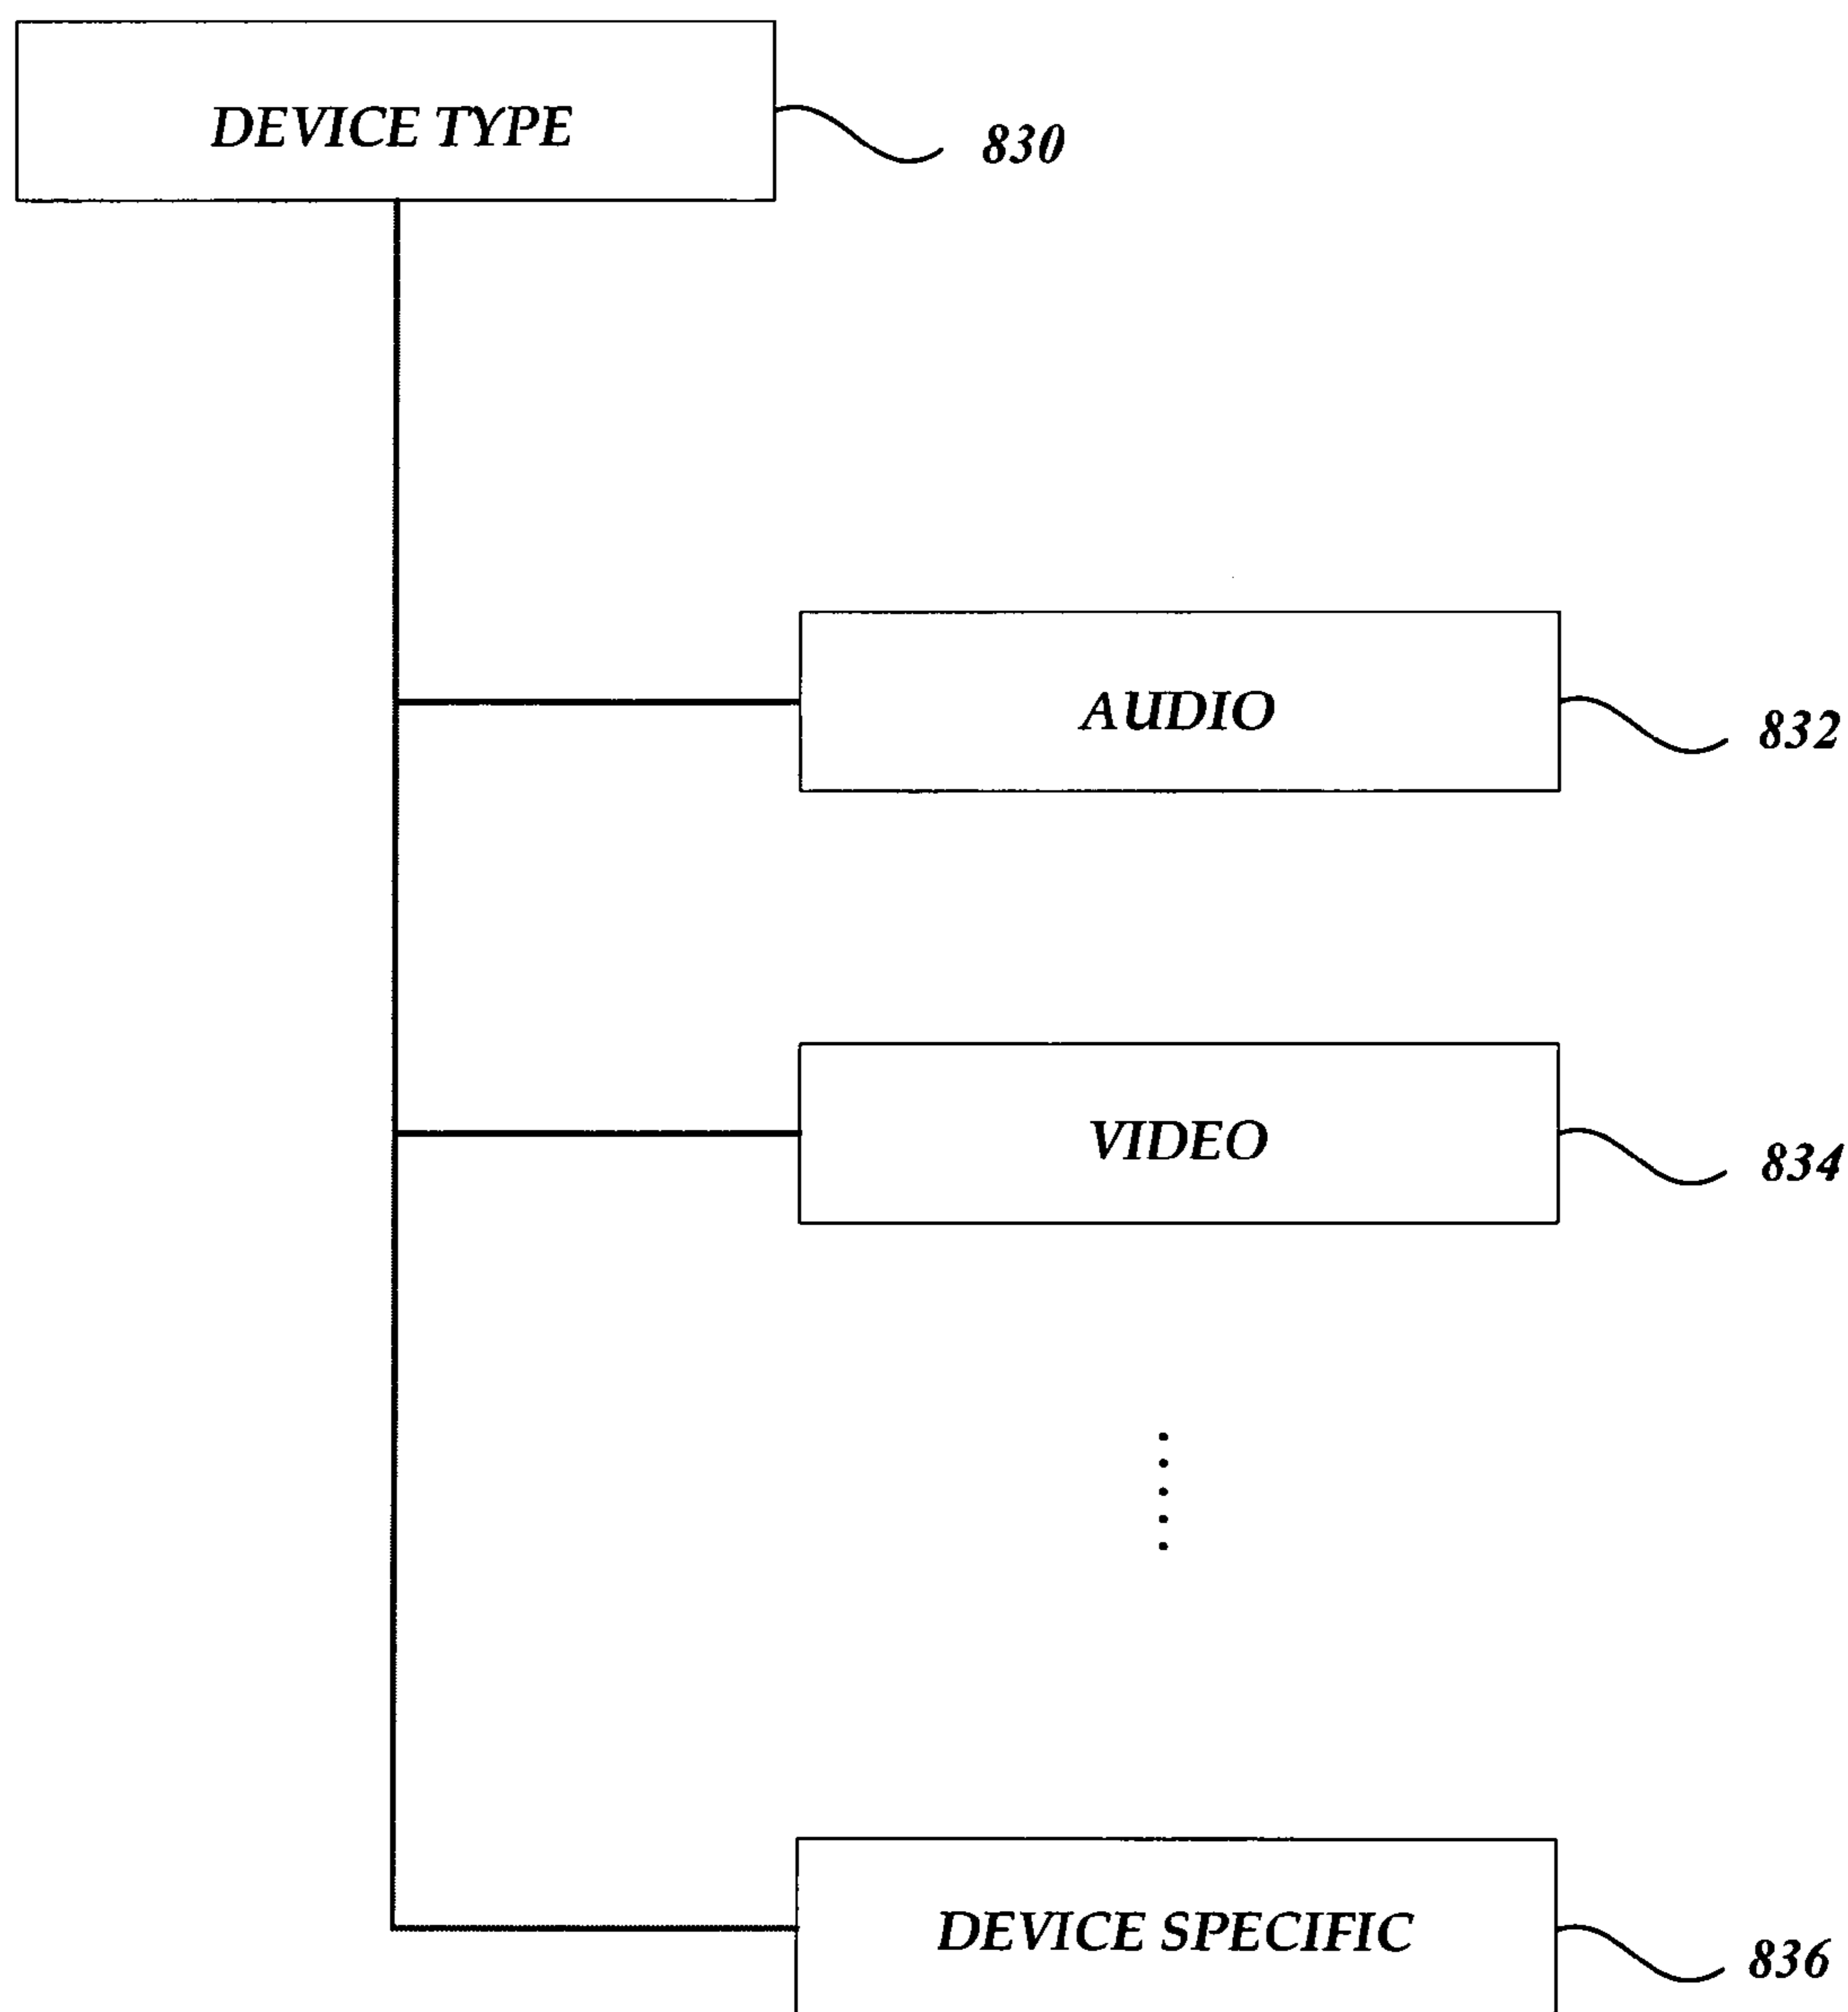 DEVICE TYPE
830
AUDIO
832
VIDEO
834
DEVICE SPECIFIC
836